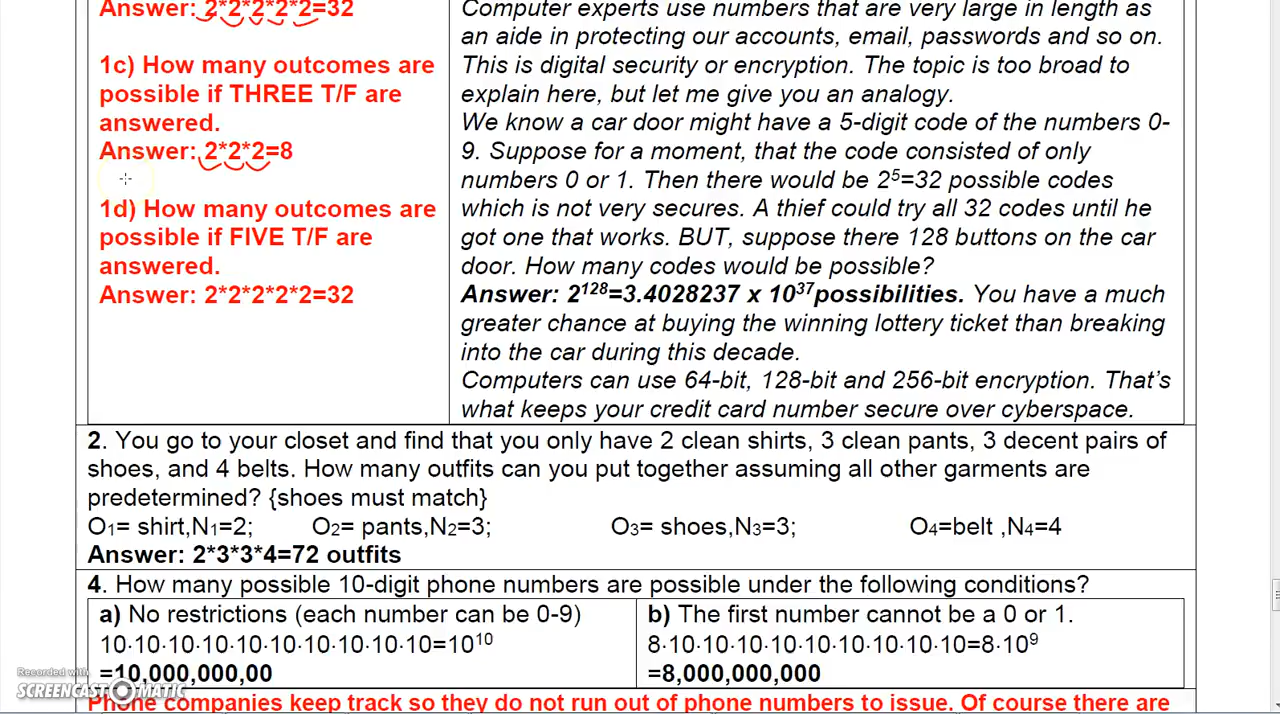 Answer: 2*2*2*2*2=32
1c) How many outcomes are
possible if THREE T/F are
answered.
Answer: 2*2*2=8
1d) How many outcomes are
possible if FIVE T/F are
answered.
Answer: 2*2*2*2*2=32
Computer experts use numbers that are very large in length as
an aide in protecting our accounts, email, passwords and so on.
This is digital security or encryption. The topic is too broad to
explain here, but let me give you an analogy.
We know a car door might have a 5-digit code of the numbers 0-
9. Suppose for a moment, that the code consisted of only
numbers 0 or 1. Then there would be 2⁵=32 possible codes
which is not very secures. A thief could try all 32 codes until he
got one that works. BUT, suppose there 128 buttons on the car
door. How many codes would be possible?
Answer: 2¹²⁸=3.4028237 x 10³⁷possibilities. You have a much
greater chance at buying the winning lottery ticket than breaking
into the car during this decade.
Computers can use 64-bit, 128-bit and 256-bit encryption. That's
what keeps your credit card number secure over cyberspace.
2. You go to your closet and find that you only have 2 clean shirts, 3 clean pants, 3 decent pairs of
shoes, and 4 belts. How many outfits can you put together assuming all other garments are
predetermined? {shoes must match}
O₁= shirt,N₁=2; O₂= pants,N₂=3; O₃= shoes,N₃=3; O₄=belt ,N₄=4
Answer: 2*3*3*4=72 outfits
4. How many possible 10-digit phone numbers are possible under the following conditions?
a) No restrictions (each number can be 0-9)
10·10·10·10·10·10·10·10·10·10=10¹⁰
=10,000,000,00
b) The first number cannot be a 0 or 1.
8·10·10·10·10·10·10·10·10·10=8·10⁹
=8,000,000,000
Phone companies keep track so they do not run out of phone numbers to issue. Of course there are
Recorded with
SCREENCAST-O-MATIC